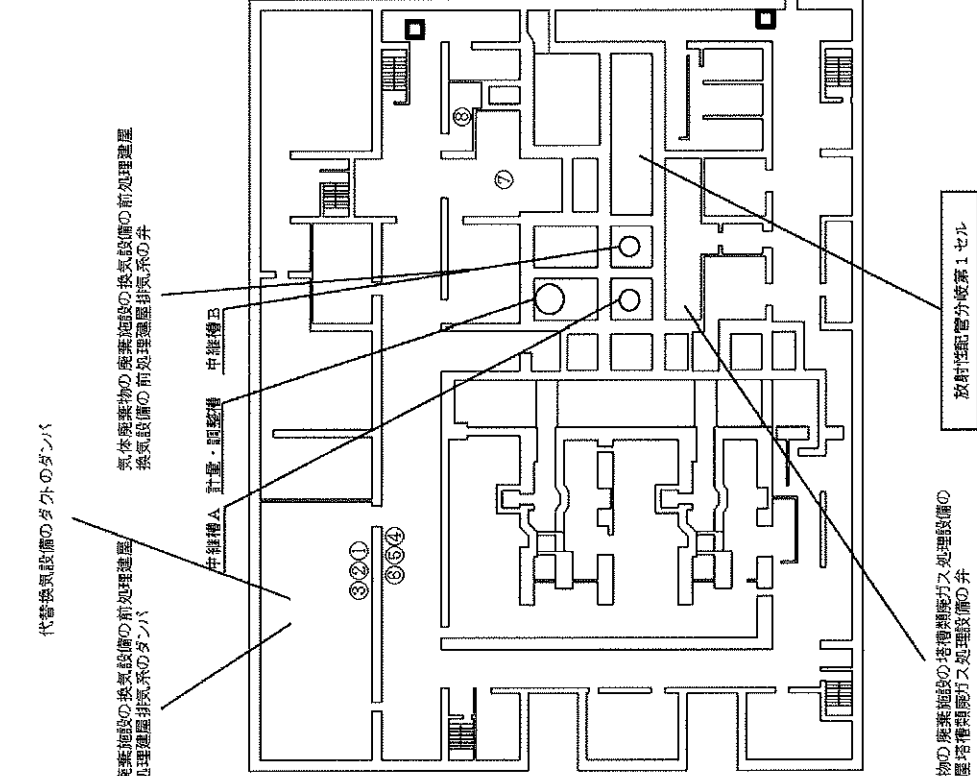 代替換気設備のダクトのダンパ
廃棄施設の換気設備の前処理建屋
処理建屋排気系のダンパ
気体廃棄物の廃棄施設の換気設備の前処理建屋
換気設備の前処理建屋排気系の弁
中継槽A
計量・調整槽
中継槽B
③②①
⑥⑤④
⑦
⑧
物の廃棄施設の塔槽類廃ガス処理設備の
屋塔槽類廃ガス処理設備の弁
放射性配管分岐第1セル